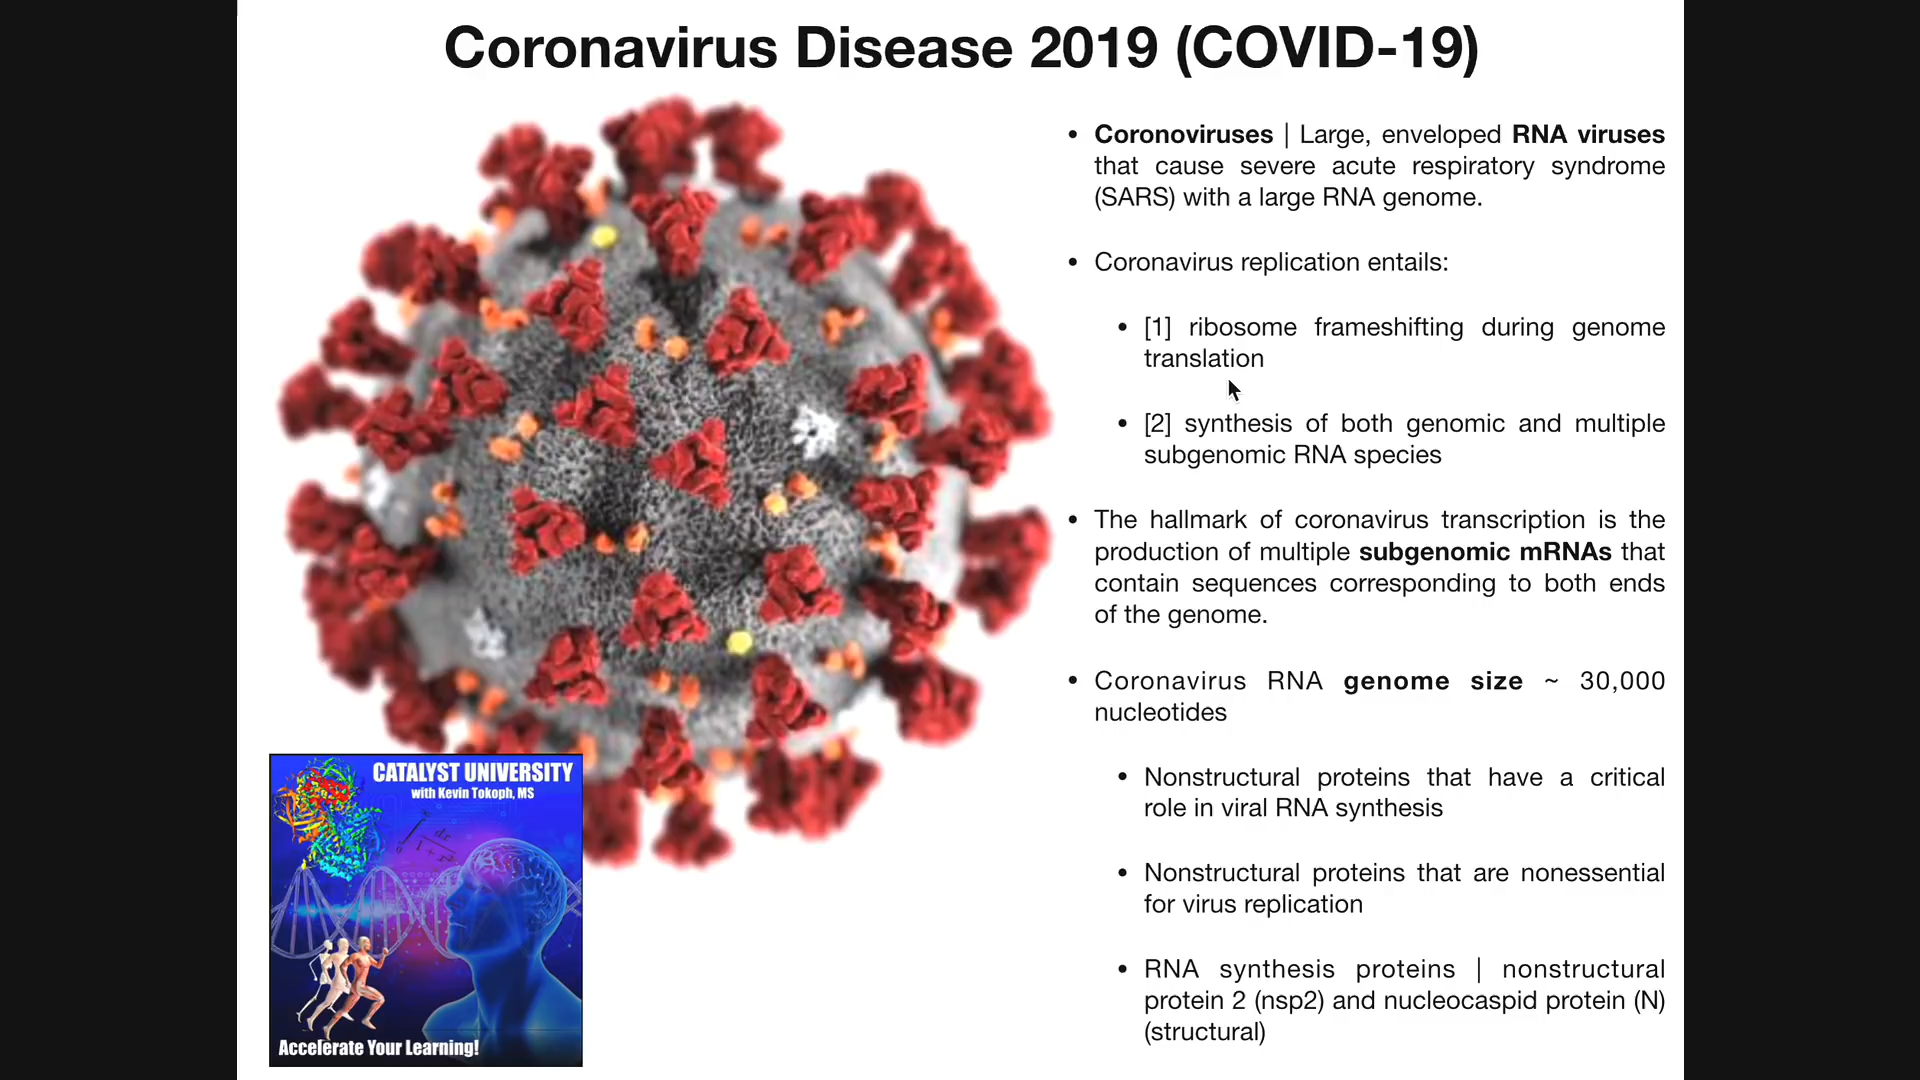 Coronavirus Disease 2019 (COVID-19)
• Coronoviruses | Large, enveloped RNA viruses
that cause severe acute respiratory syndrome
(SARS) with a large RNA genome.
• Coronavirus replication entails:
• [1] ribosome frameshifting during genome
translation
• [2] synthesis of both genomic and multiple
subgenomic RNA species
• The hallmark of coronavirus transcription is the
production of multiple subgenomic mRNAs that
contain sequences corresponding to both ends
of the genome.
• Coronavirus RNA genome size ~ 30,000
nucleotides
• Nonstructural proteins that have a critical
role in viral RNA synthesis
• Nonstructural proteins that are nonessential
for virus replication
• RNA synthesis proteins | nonstructural
protein 2 (nsp2) and nucleocaspid protein (N)
(structural)
CATALYST UNIVERSITY
with Kevin Tokoph, MS
Accelerate Your Learning!